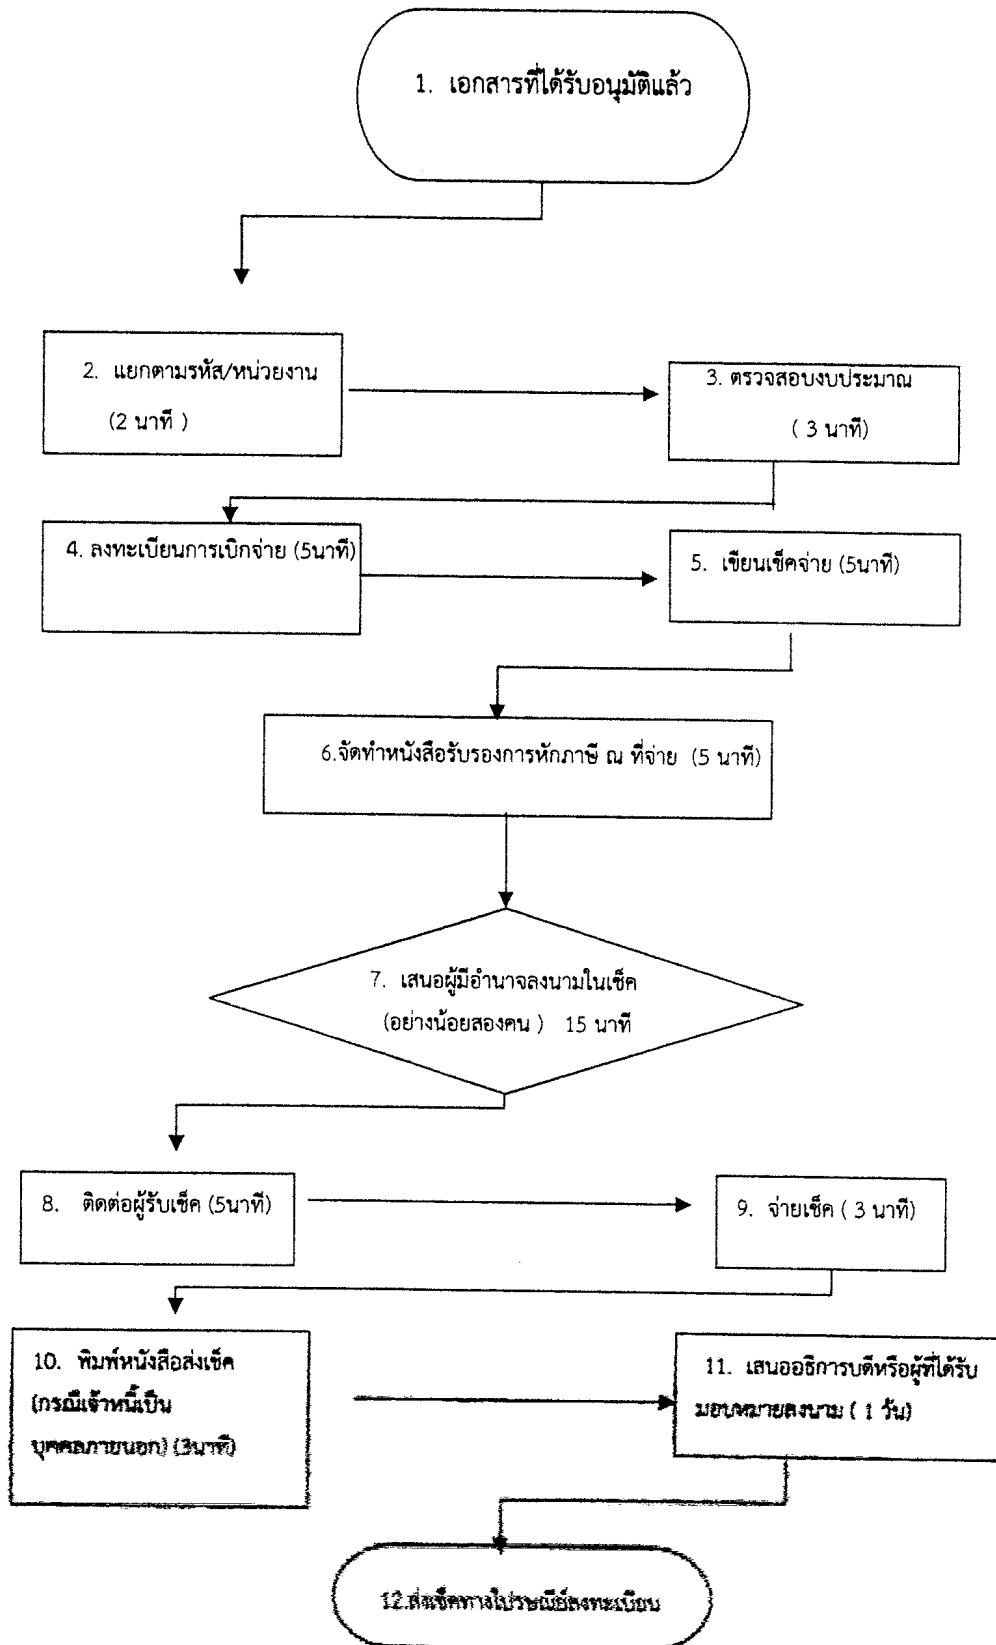 1. เอกสารที่ได้รับอนุมัติแล้ว
2. แยกตามรหัส/หน่วยงาน
(2 นาที )
3. ตรวจสอบงบประมาณ
( 3 นาที)
4. ลงทะเบียนการเบิกจ่าย (5นาที)
5. เขียนเช็คจ่าย (5นาที)
6.จัดทำหนังสือรับรองการหักภาษี ณ ที่จ่าย (5 นาที)
7. เสนอผู้มีอำนาจลงนามในเช็ค
(อย่างน้อยสองคน ) 15 นาที
8. ติดต่อผู้รับเช็ค (5นาที)
9. จ่ายเช็ค ( 3 นาที)
10. พิมพ์หนังสือส่งเช็ค
(กรณีเจ้าหนี้เป็น
บุคคลภายนอก) (3นาที)
11. เสนออธิการบดีหรือผู้ที่ได้รับ
มอบหมายลงนาม ( 1 วัน)
12.ส่งเช็คทางไปรษณีย์ลงทะเบียน